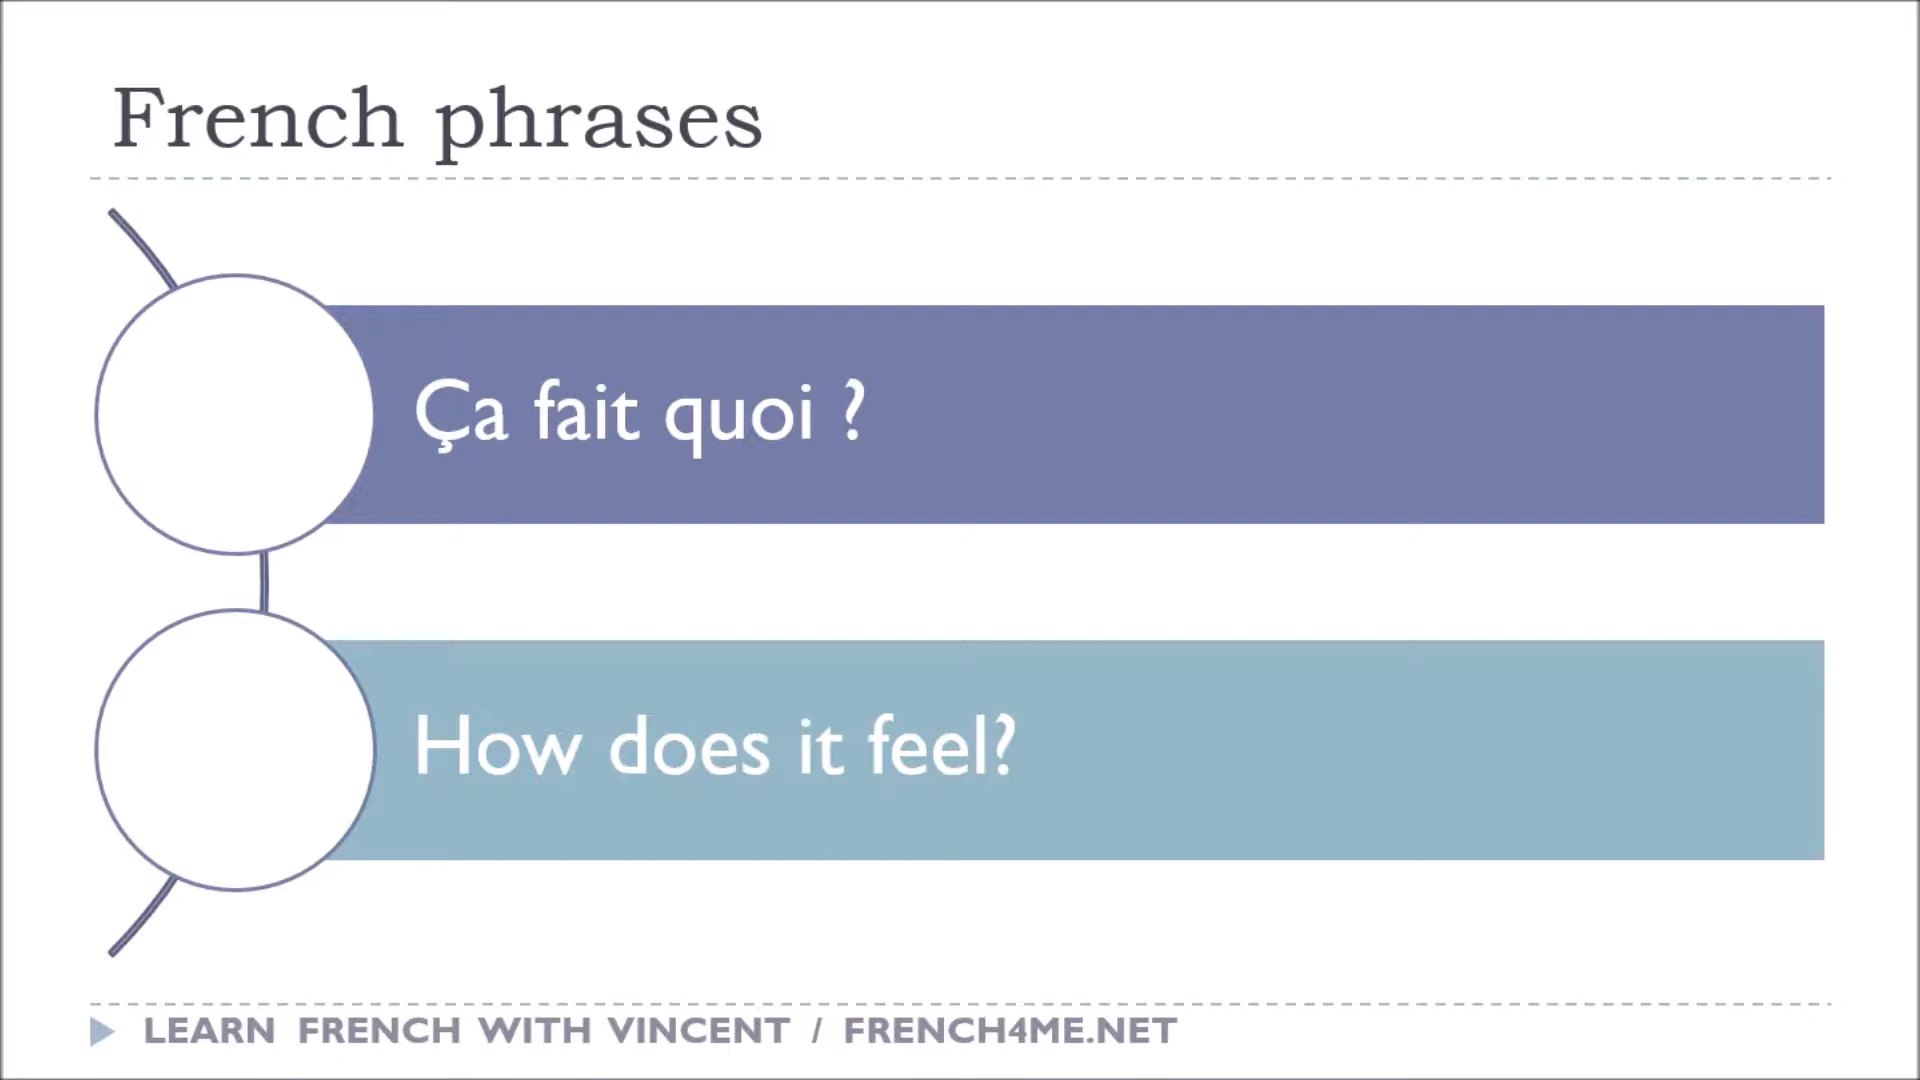 French phrases
Ça fait quoi ?
How does it feel?
LEARN FRENCH WITH VINCENT / FRENCH4ME.NET